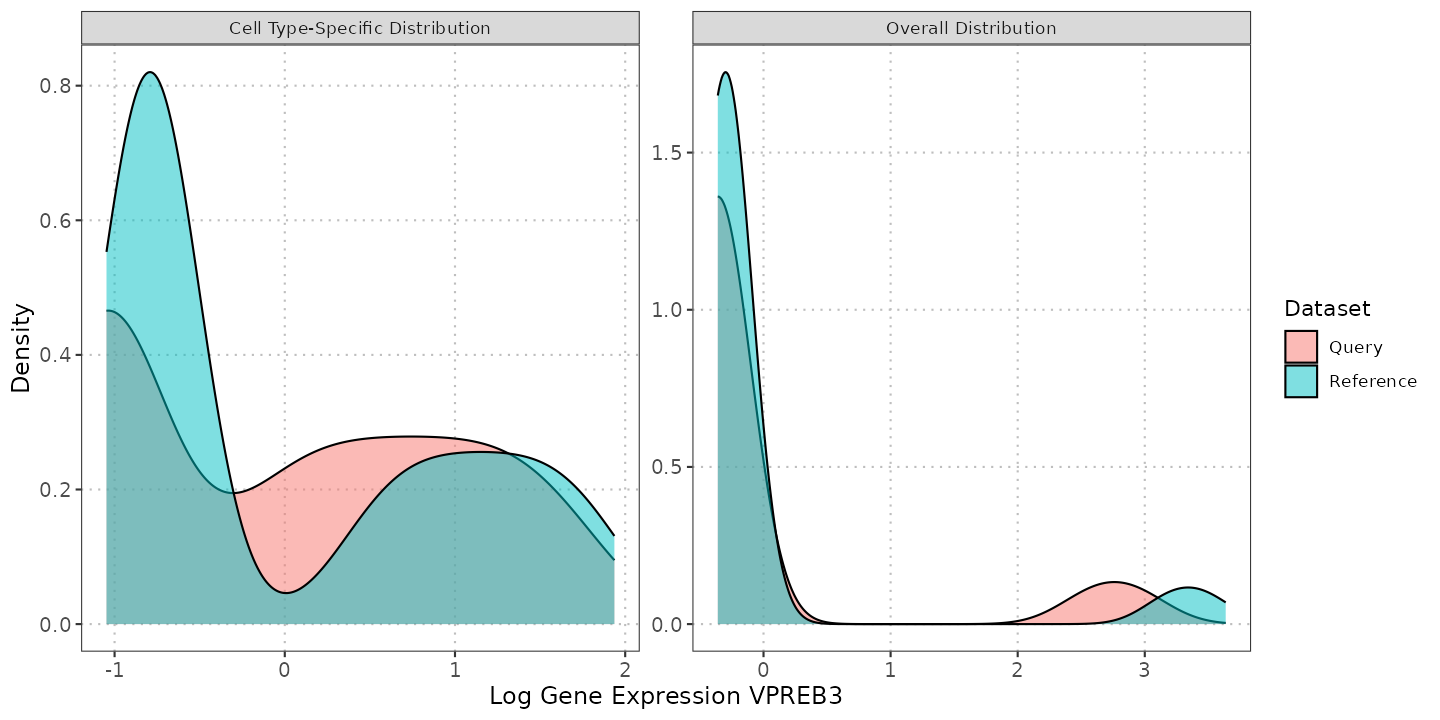 Cell Type-Specific Distribution
Overall Distribution
Density
0.8
0.6
0.4
0.2
0.0
-1 0 1 2
1.5
1.0
0.5
0.0
0 1 2 3
Log Gene Expression VPREB3
Dataset
Query
Reference